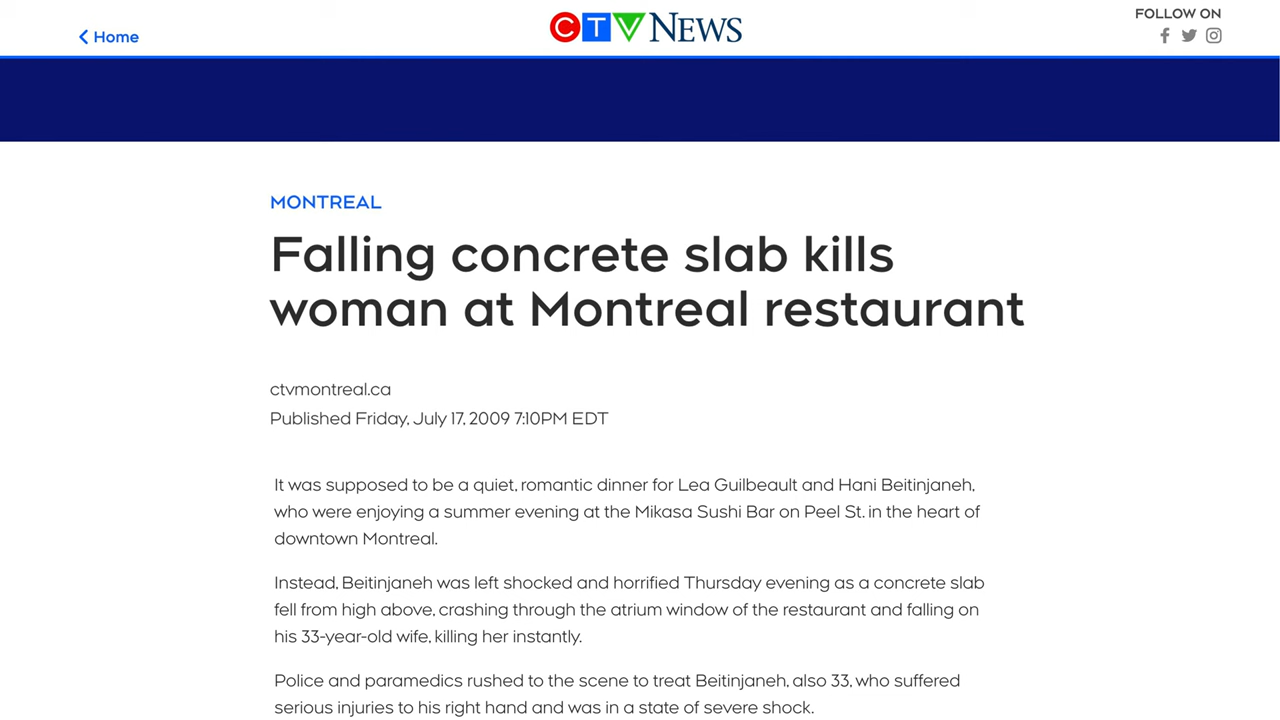 Home
CTV NEWS
FOLLOW ON
MONTREAL
Falling concrete slab kills
woman at Montreal restaurant
ctvmontreal.ca
Published Friday, July 17, 2009 7:10PM EDT
It was supposed to be a quiet, romantic dinner for Lea Guilbeault and Hani Beitinjaneh,
who were enjoying a summer evening at the Mikasa Sushi Bar on Peel St. in the heart of
downtown Montreal.
Instead, Beitinjaneh was left shocked and horrified Thursday evening as a concrete slab
fell from high above, crashing through the atrium window of the restaurant and falling on
his 33-year-old wife, killing her instantly.
Police and paramedics rushed to the scene to treat Beitinjaneh, also 33, who suffered
serious injuries to his right hand and was in a state of severe shock.